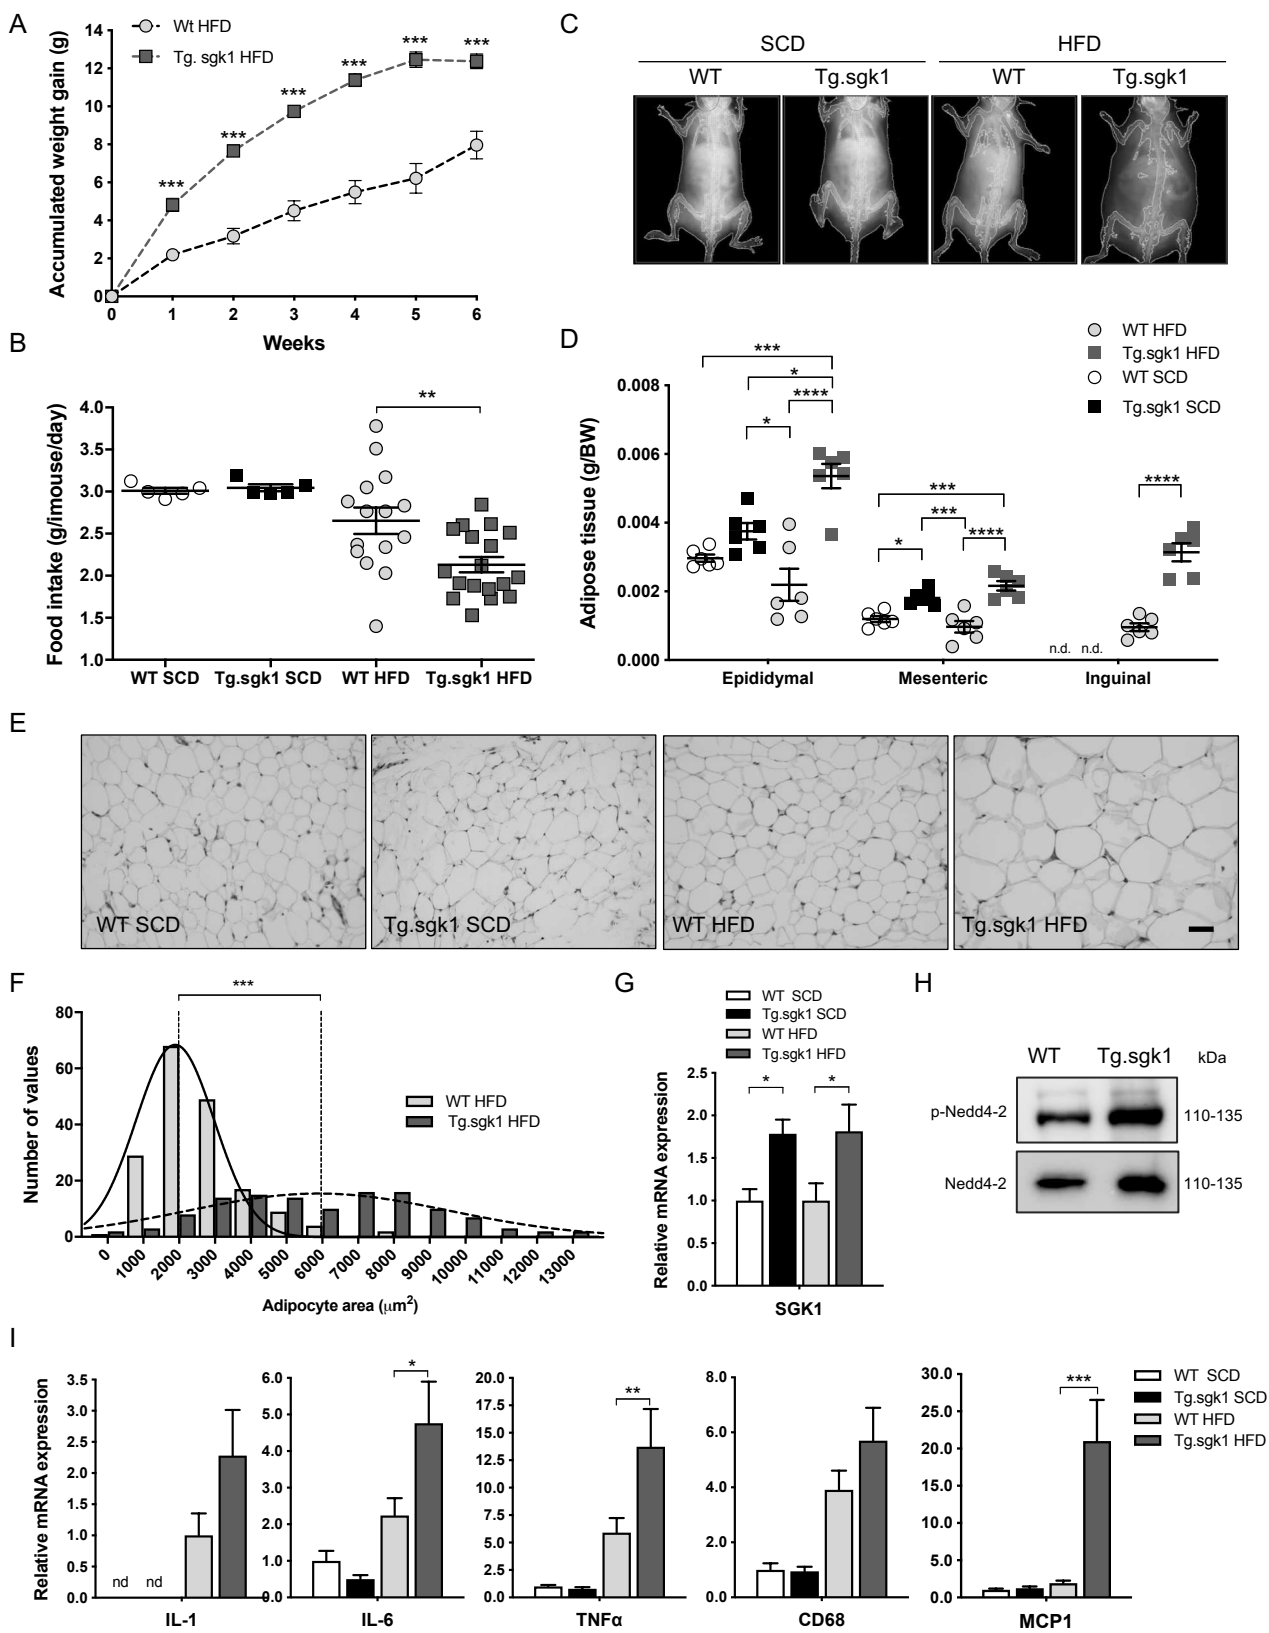 A
Accumulated weight gain (g)
14
12
10
8
6
4
2
0
Wt HFD
Tg. sgk1 HFD
***
***
***
***
***
***
0 1 2 3 4 5 6
Weeks
C
SCD HFD
WT Tg.sgk1 WT Tg.sgk1
B
Food intake (g/mouse/day)
4.0
3.5
3.0
2.5
2.0
1.5
1.0
**
WT SCD Tg.sgk1 SCD WT HFD Tg.sgk1 HFD
D
Adipose tissue (g/BW)
WT HFD
Tg.sgk1 HFD
WT SCD
Tg.sgk1 SCD
0.008
0.006
0.004
0.002
0.000
***
*
****
*
***
***
*
****
****
n.d. n.d.
Epididymal Mesenteric Inguinal
E
WT SCD
Tg.sgk1 SCD
WT HFD
Tg.sgk1 HFD
F
Number of values
80
60
40
20
0
***
WT HFD
Tg.sgk1 HFD
0 1000 2000 3000 4000 5000 6000 7000 8000 9000 10000 11000 12000 13000
Adipocyte area (μm²)
G
WT SCD
Tg.sgk1 SCD
WT HFD
Tg.sgk1 HFD
Relative mRNA expression
2.5
2.0
1.5
1.0
0.5
0.0
* *
SGK1
H
WT Tg.sgk1 kDa
p-Nedd4-2 110-135
Nedd4-2 110-135
I
Relative mRNA expression
3.5
3.0
2.5
2.0
1.5
1.0
0.5
0.0
nd nd
IL-1
6.0
5.0
4.0
3.0
2.0
1.0
0.0
*
IL-6
20.0
17.5
15.0
12.5
10.0
7.5
5.0
2.5
0.0
**
TNFα
8.0
6.0
4.0
2.0
0.0
CD68
30.0
25.0
20.0
15.0
10.0
5.0
0.0
***
MCP1
WT SCD
Tg.sgk1 SCD
WT HFD
Tg.sgk1 HFD